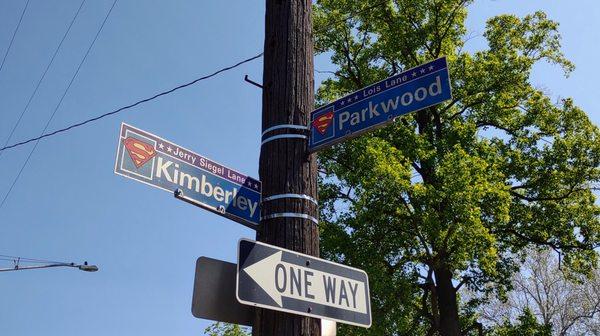 Jerry Siegel Lane
Kimberley
Lois Lane
Parkwood
ONE WAY